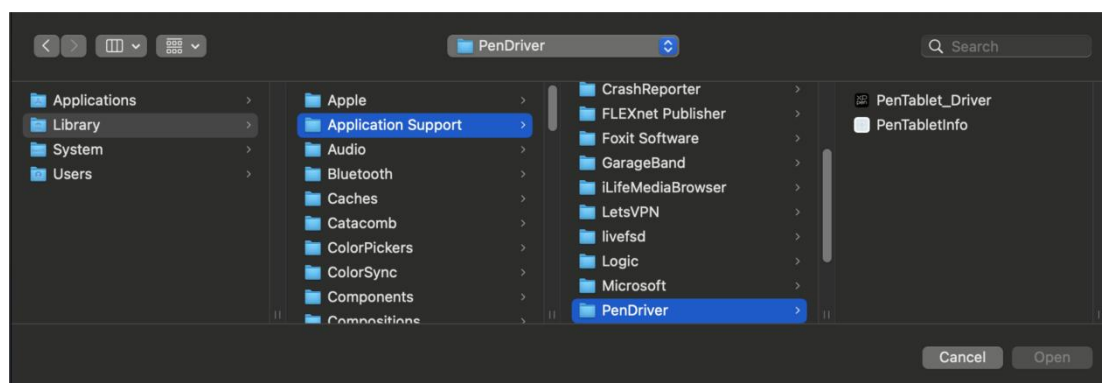 PenDriver
Search
Applications
Library
System
Users
Apple
Application Support
Audio
Bluetooth
Caches
Catacomb
ColorPickers
ColorSync
Components
Compositions
CrashReporter
FLEXnet Publisher
Foxit Software
GarageBand
iLifeMediaBrowser
LetsVPN
livefsd
Logic
Microsoft
PenDriver
PenTablet_Driver
PenTabletInfo
Cancel
Open